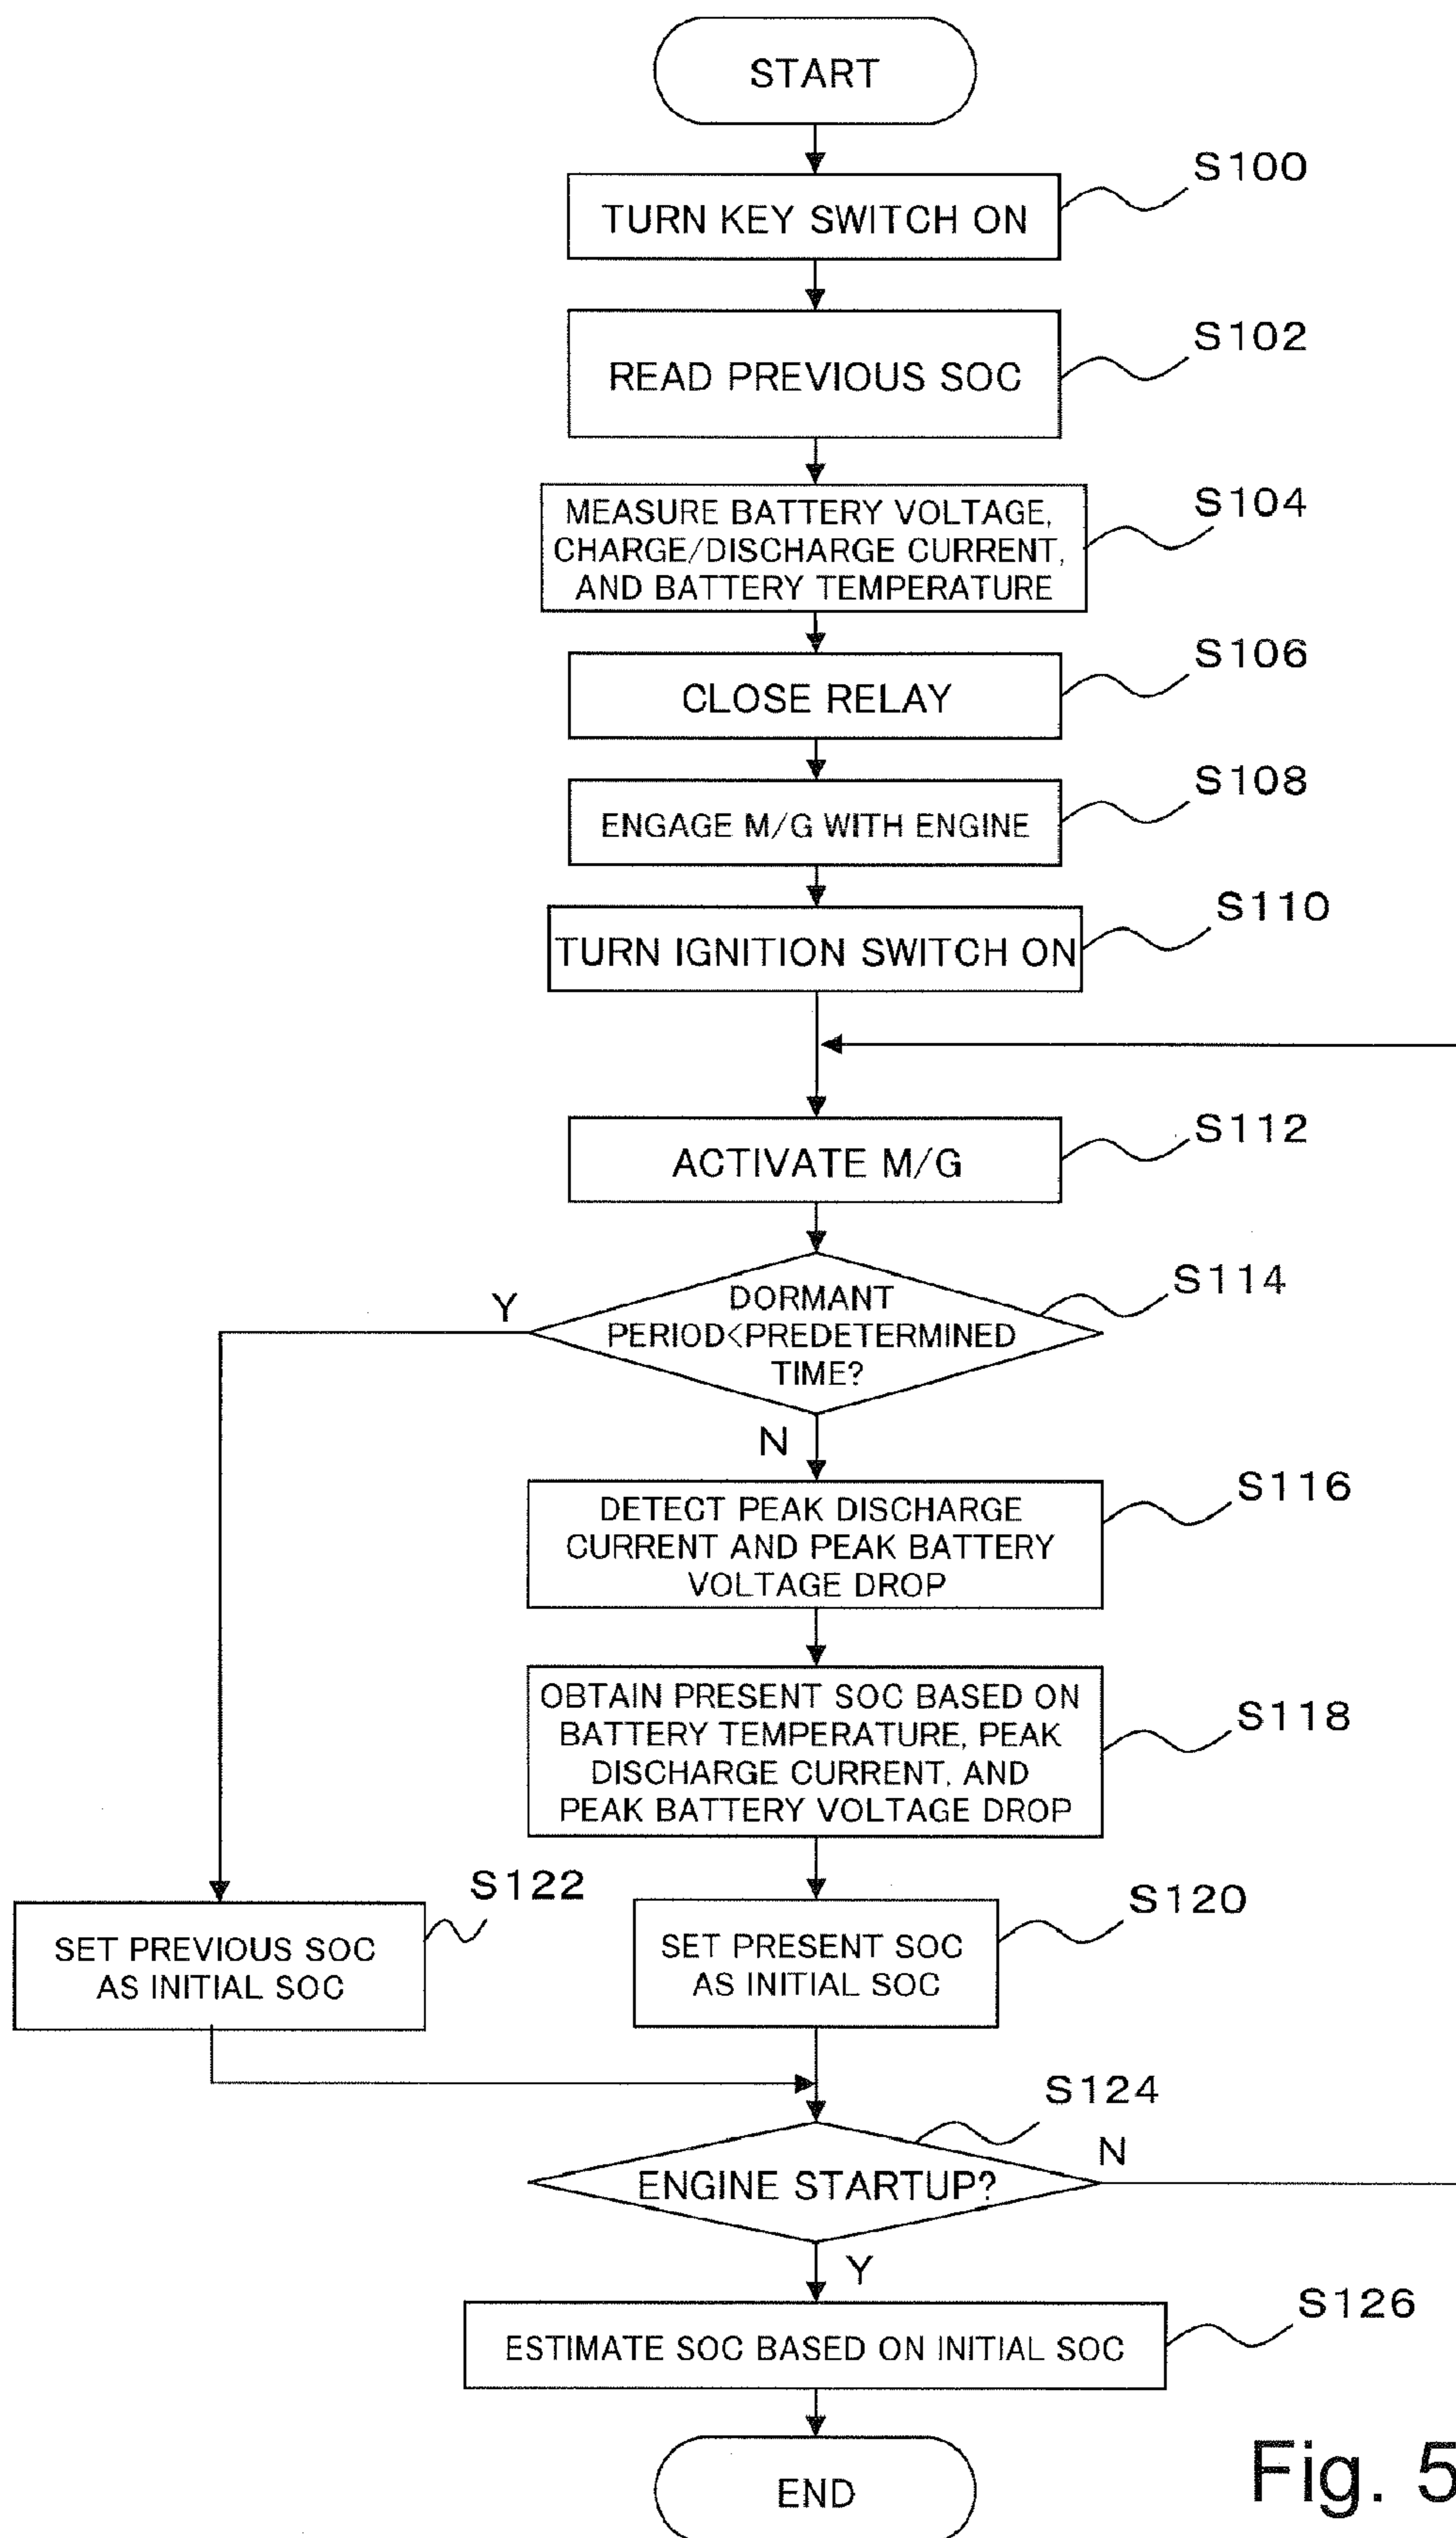 START
S100
TURN KEY SWITCH ON
S102
READ PREVIOUS SOC
S104
MEASURE BATTERY VOLTAGE,
CHARGE/DISCHARGE CURRENT,
AND BATTERY TEMPERATURE
S106
CLOSE RELAY
S108
ENGAGE M/G WITH ENGINE
S110
TURN IGNITION SWITCH ON
S112
ACTIVATE M/G
S114
Y
DORMANT
PERIOD<PREDETERMINED
TIME?
N
S116
DETECT PEAK DISCHARGE
CURRENT AND PEAK BATTERY
VOLTAGE DROP
S118
OBTAIN PRESENT SOC BASED ON
BATTERY TEMPERATURE, PEAK
DISCHARGE CURRENT, AND
PEAK BATTERY VOLTAGE DROP
S122
SET PREVIOUS SOC
AS INITIAL SOC
S120
SET PRESENT SOC
AS INITIAL SOC
S124
N
ENGINE STARTUP?
Y
S126
ESTIMATE SOC BASED ON INITIAL SOC
END
Fig. 5